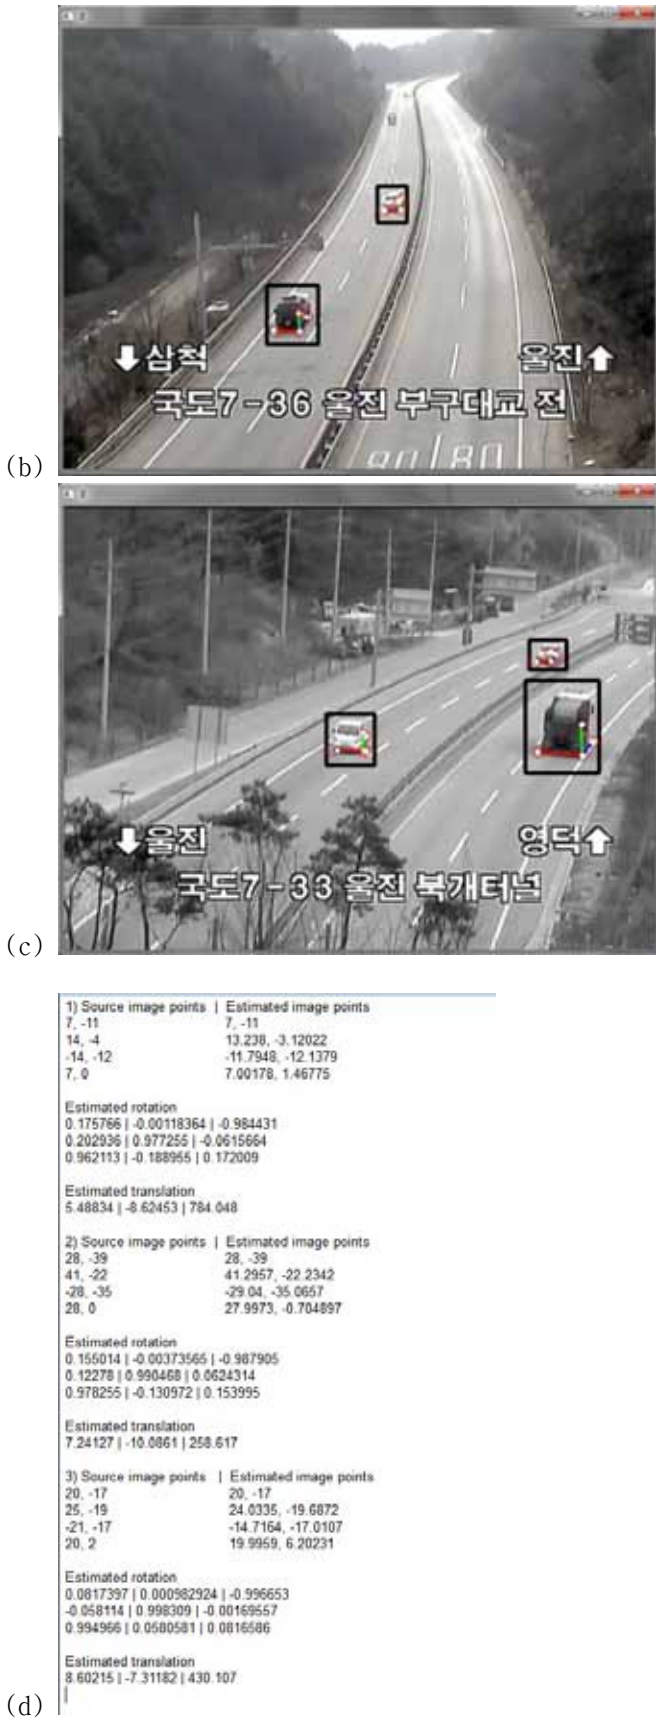 ↓삼척
울진↑
국도7-36 울진 부구대교 전
80 80
(b)
↓울진
영덕↑
국도7-33 울진 복개터널
(c)
1) Source image points | Estimated image points
7, -11 7, -11
14, -4 13.238, -3.12022
-14, -12 -11.7948, -12.1379
7, 0 7.00178, 1.46775
Estimated rotation
0.175766 | -0.00118364 | -0.984431
0.202936 | 0.977255 | -0.0615664
0.962113 | -0.188955 | 0.172009
Estimated translation
5.48834 | -8.62453 | 784.048
2) Source image points | Estimated image points
28, -39 28, -39
41, -22 41.2957, -22.2342
-28, -35 -29.04, -35.0657
28, 0 27.9973, -0.704897
Estimated rotation
0.155014 | -0.00373565 | -0.987905
0.12278 | 0.990468 | 0.0624314
0.978255 | -0.130972 | 0.153995
Estimated translation
7.24127 | -10.0861 | 258.617
3) Source image points | Estimated image points
20, -17 20, -17
25, -19 24.0335, -19.6872
-21, -17 -14.7164, -17.0107
20, 2 19.9959, 6.20231
Estimated rotation
0.0817397 | 0.000982924 | -0.996653
-0.058114 | 0.998309 | -0.00169557
0.994966 | 0.0580581 | 0.0816586
Estimated translation
8.60215 | -7.31182 | 430.107
(d)